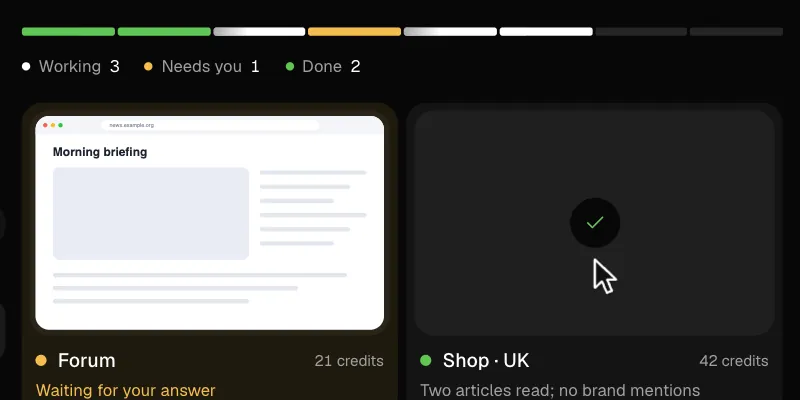 Working 3 Needs you 1 Done 2
news.example.org
Morning briefing
Forum 21 credits
Waiting for your answer
Shop · UK 42 credits
Two articles read; no brand mentions